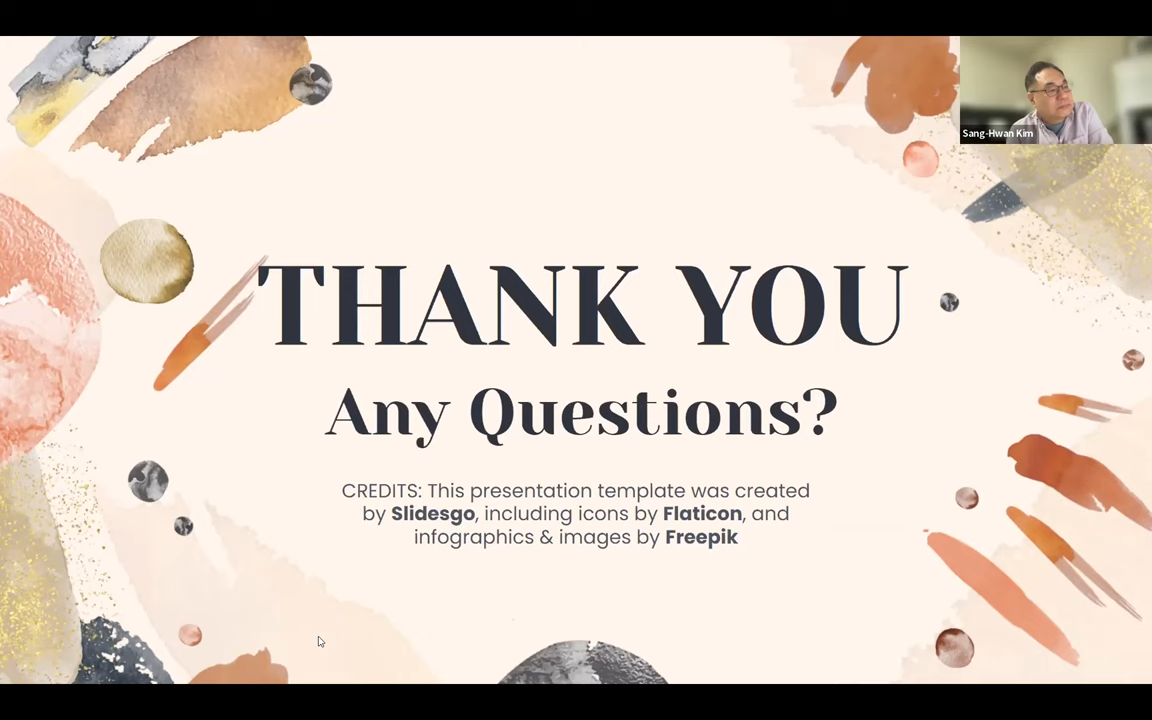 Sang-Hwan Kim
THANK YOU
Any Questions?
CREDITS: This presentation template was created
by Slidesgo, including icons by Flaticon, and
infographics & images by Freepik